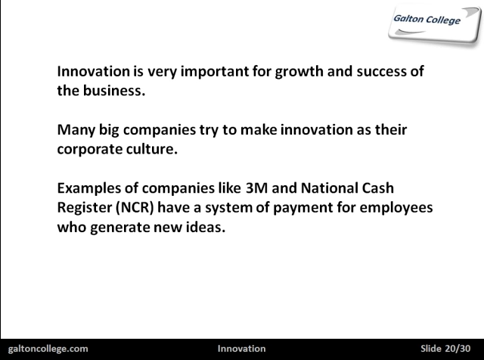 Galton College
Innovation is very important for growth and success of
the business.
Many big companies try to make innovation as their
corporate culture.
Examples of companies like 3M and National Cash
Register (NCR) have a system of payment for employees
who generate new ideas.
galtoncollege.com Innovation Slide 20/30